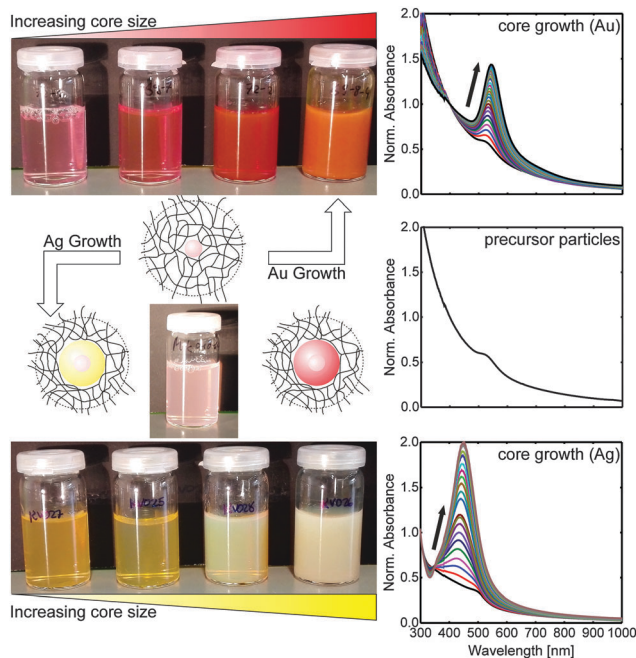 Increasing core size
Ag Growth
Au Growth
KV027
KV025
KV026
Increasing core size
core growth (Au)
Norm. Absorbance
2.0
1.5
1.0
0.5
0.0
precursor particles
Norm. Absorbance
2.0
1.5
1.0
0.5
0.0
core growth (Ag)
Norm. Absorbance
2.0
1.5
1.0
0.5
0.0
300 400 500 600 700 800 900 1000
Wavelength [nm]